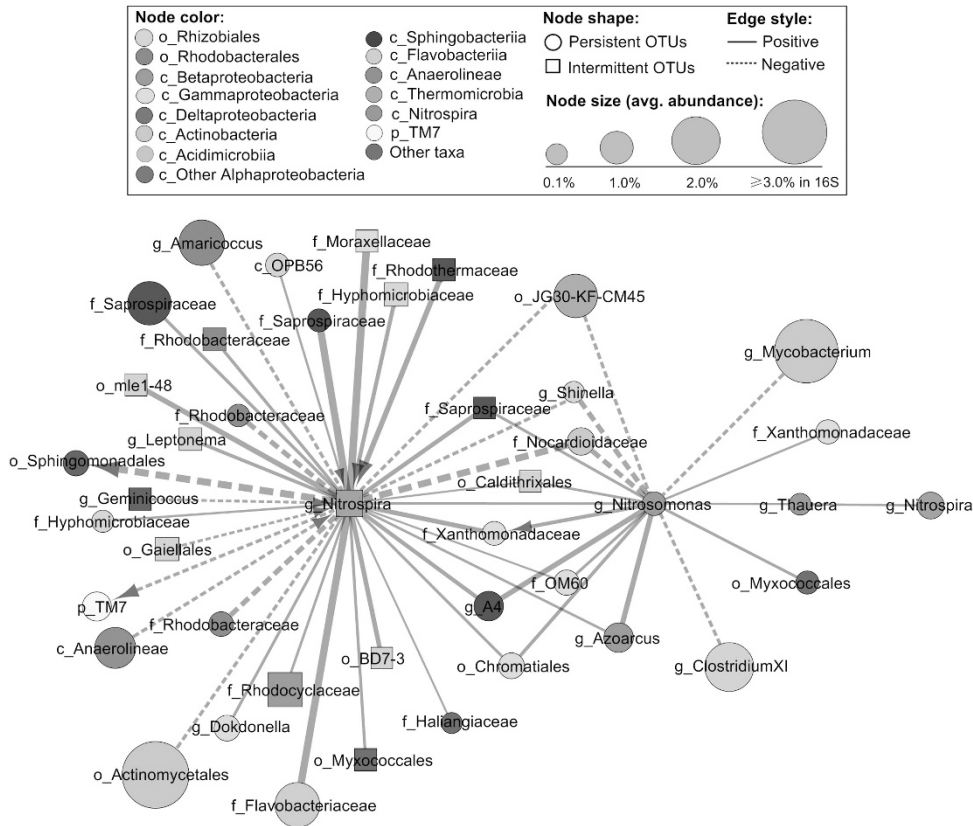 Node color:
o_Rhizobiales
o_Rhodobacterales
c_Betaproteobacteria
c_Gammaproteobacteria
c_Deltaproteobacteria
c_Actinobacteria
c_Acidimicrobiia
c_Other Alphaproteobacteria
c_Sphingobacteriia
c_Flavobacteriia
c_Anaerolineae
c_Thermomicrobia
c_Nitrospira
p_TM7
Other taxa
Node shape:
Persistent OTUs
Intermittent OTUs
Edge style:
Positive
Negative
Node size (avg. abundance):
0.1% 1.0% 2.0% ⩾3.0% in 16S
g_Amaricoccus
f_Moraxellaceae
c_OPB56
f_Rhodothermaceae
f_Hyphomicrobiaceae
o_JG30-KF-CM45
f_Saprospiraceae
f_Saprospiraceae
f_Rhodobacteraceae
g_Mycobacterium
o_mle1-48
g_Shinella
f_Saprospiraceae
f_Rhodobacteraceae
f_Xanthomonadaceae
g_Leptonema
f_Nocardioidaceae
o_Sphingomonadales
o_Caldithrixales
g_Geminicoccus
g_Nitrospira
g_Nitrosomonas
g_Thauera
g_Nitrospira
f_Hyphomicrobiaceae
f_Xanthomonadaceae
o_Gaiellales
f_OM60
o_Myxococcales
p_TM7
g_A4
f_Rhodobacteraceae
g_Azoarcus
c_Anaerolineae
o_BD7-3
o_Chromatiales
g_ClostridiumXI
f_Rhodocyclaceae
g_Dokdonella
f_Haliangiaceae
o_Myxococcales
o_Actinomycetales
f_Flavobacteriaceae